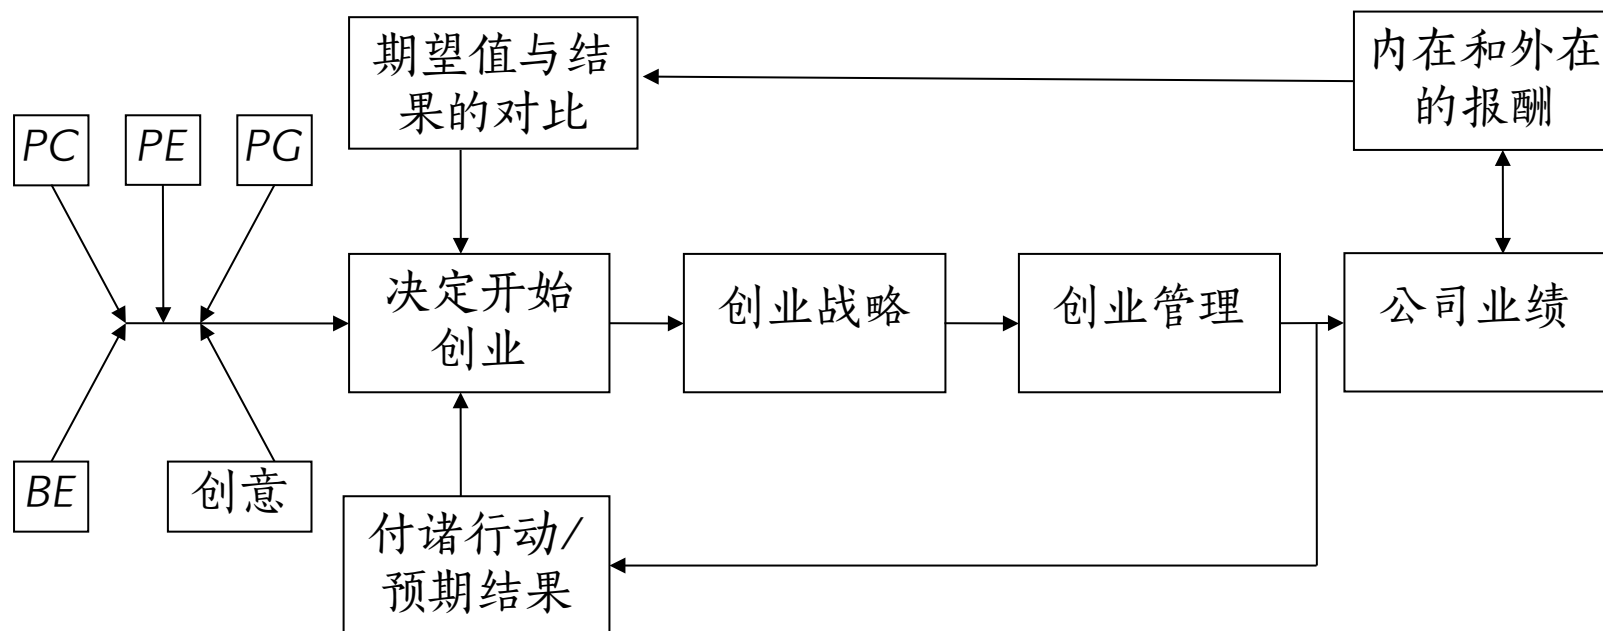 期望值与结
果的对比
内在和外在
的报酬
PC
PE
PG
决定开始
创业
创业战略
创业管理
公司业绩
BE
创意
付诸行动/
预期结果